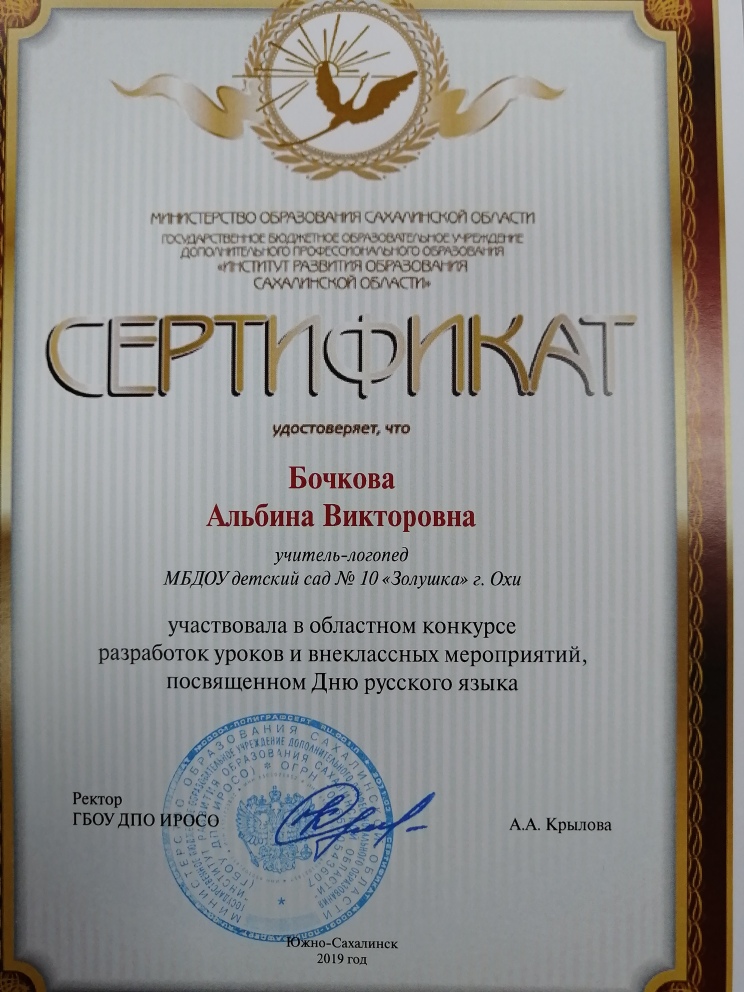 МИНИСТЕРСТВО ОБРАЗОВАНИЯ САХАЛИНСКОЙ ОБЛАСТИ
ГОСУДАРСТВЕННОЕ БЮДЖЕТНОЕ ОБРАЗОВАТЕЛЬНОЕ УЧРЕЖДЕНИЕ
ДОПОЛНИТЕЛЬНОГО ПРОФЕССИОНАЛЬНОГО ОБРАЗОВАНИЯ
«ИНСТИТУТ РАЗВИТИЯ ОБРАЗОВАНИЯ
САХАЛИНСКОЙ ОБЛАСТИ»
СЕРТИФИКАТ
удостоверяет, что
Бочкова
Альбина Викторовна
учитель-логопед
МБДОУ детский сад № 10 «Золушка» г. Охи
участвовала в областном конкурсе
разработок уроков и внеклассных мероприятий,
посвященном Дню русского языка
Ректор
ГБОУ ДПО ИРОСО
А.А. Крылова
Южно-Сахалинск
2019 год